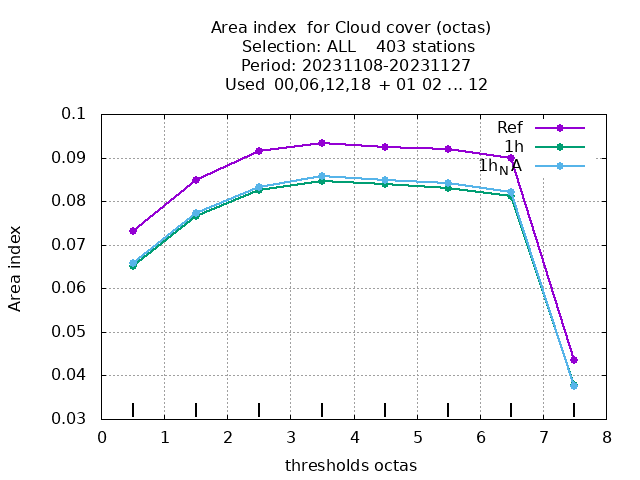 Area index  for Cloud cover (octas)
Selection: ALL    403 stations
Period: 20231108-20231127
Used  00,06,12,18  + 01 02 ... 12
Ref
1h
1h_NA
0.1
0.09
0.08
0.07
0.06
0.05
0.04
0.03
0 1 2 3 4 5 6 7 8
Area index
thresholds octas